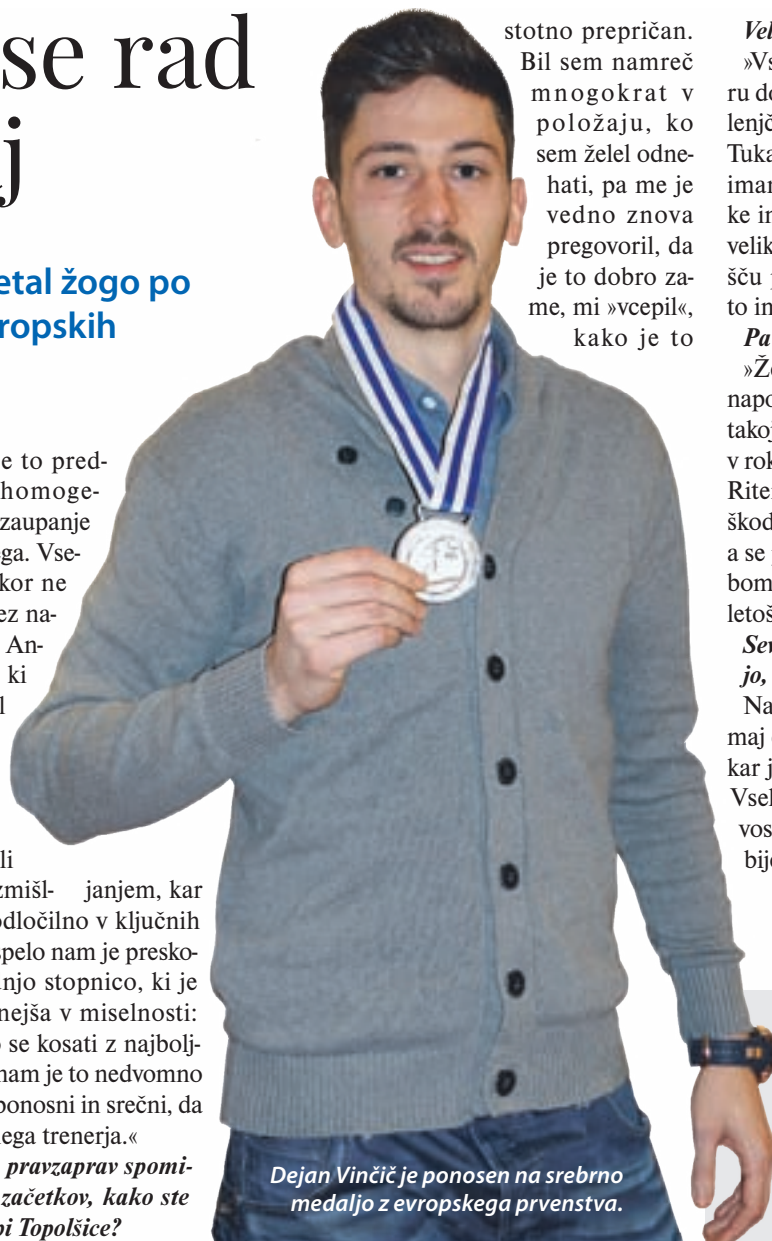 se rad
j
etal žogo po
ropskih
e to pred-
homoge-
zaupanje
ga. Vse-
kor ne
ez na-
An-
ki
l
li
zmišl- janjem, kar
odločilno v ključnih
spelo nam je presko-
njo stopnico, ki je
nejša v miselnosti:
o se kosati z najbolj-
nam je to nedvomno
ponosni in srečni, da
ega trenerja.«
pravzaprav spomi-
začetkov, kako ste
pi Topolšice?
stotno prepričan.
Bil sem namreč
mnogokrat v
položaju, ko
sem želel odne-
hati, pa me je
vedno znova
pregovoril, da
je to dobro za-
me, mi »vcepil«,
kako je to
Dejan Vinčič je ponosen na srebrno
medaljo z evropskega prvenstva.
Vel
»Vs
ru do
lenjč
Tuka
imam
ke in
velik
šču
to in
Pa
»Že
napo
takoj
v rok
Rite
škod
a se
bom
letoš
Sev
jo,
Na
maj
kar j
Vsel
vos
bij